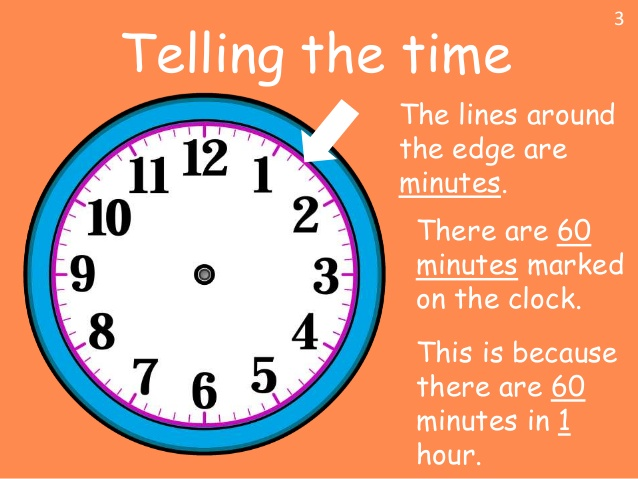 3
Telling the time
The lines around
the edge are
minutes.
There are 60
minutes marked
on the clock.
This is because
there are 60
minutes in 1
hour.
12
1
2
3
4
5
6
7
8
9
10
11